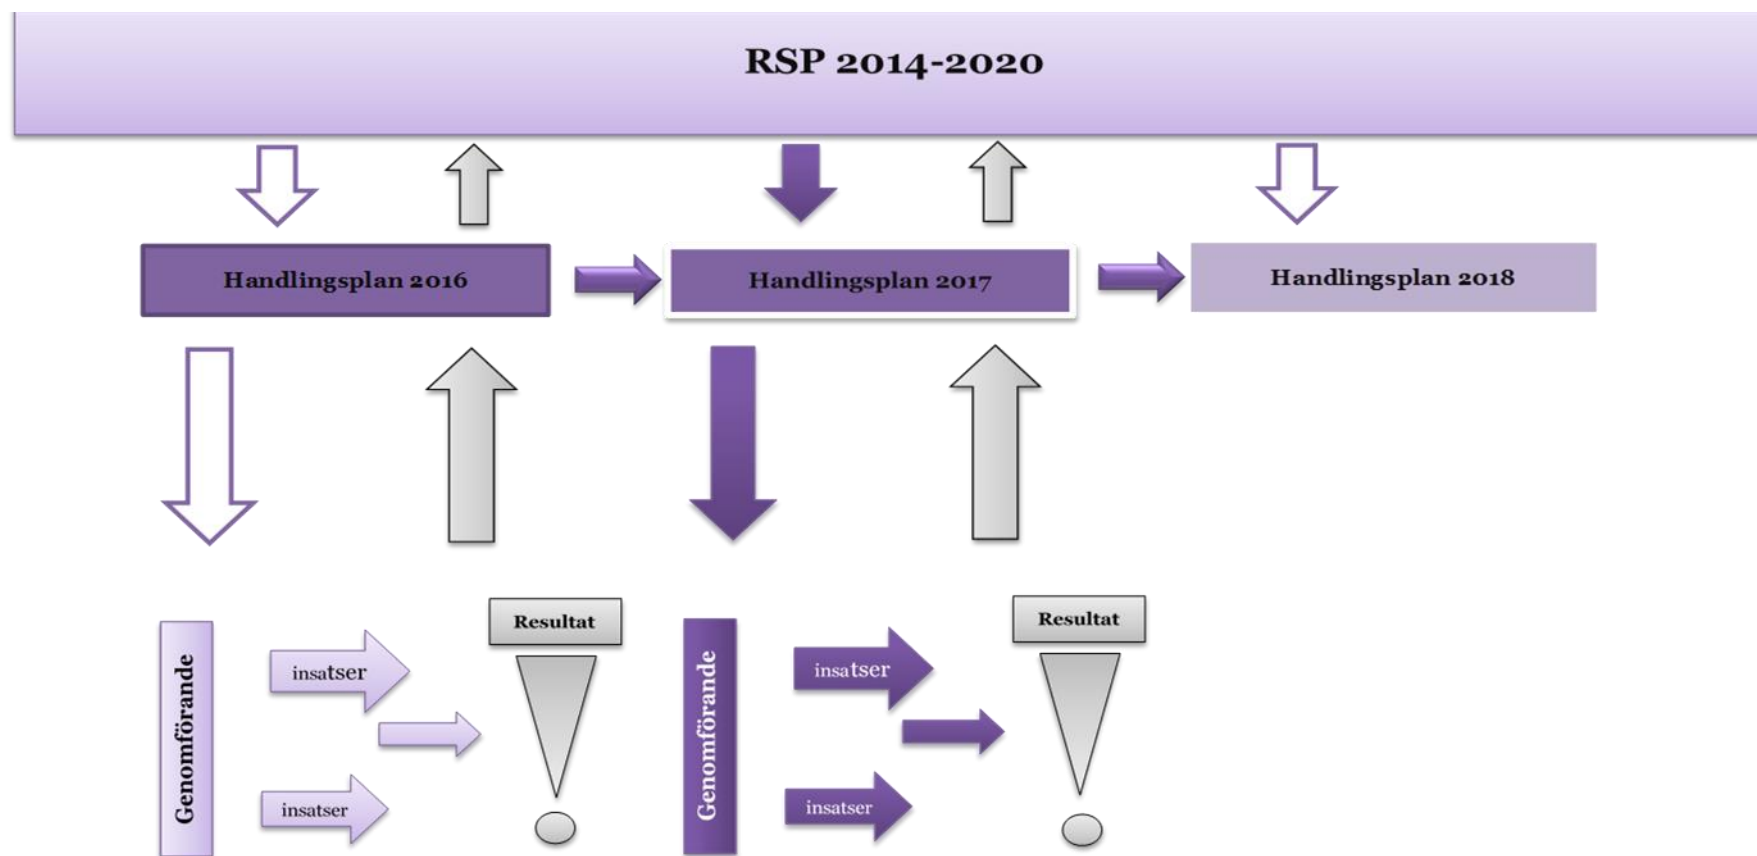 RSP 2014-2020
Handlingsplan 2016
Handlingsplan 2017
Handlingsplan 2018
Genomförande
insatser
insatser
Resultat
Genomförande
insatser
insatser
Resultat